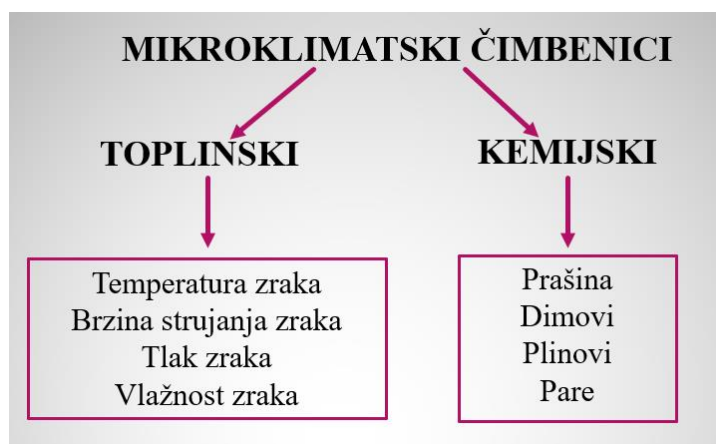 MIKROKLIMATSKI ČIMBENICI
TOPLINSKI
KEMIJSKI
Temperatura zraka
Brzina strujanja zraka
Tlak zraka
Vlažnost zraka
Prašina
Dimovi
Plinovi
Pare